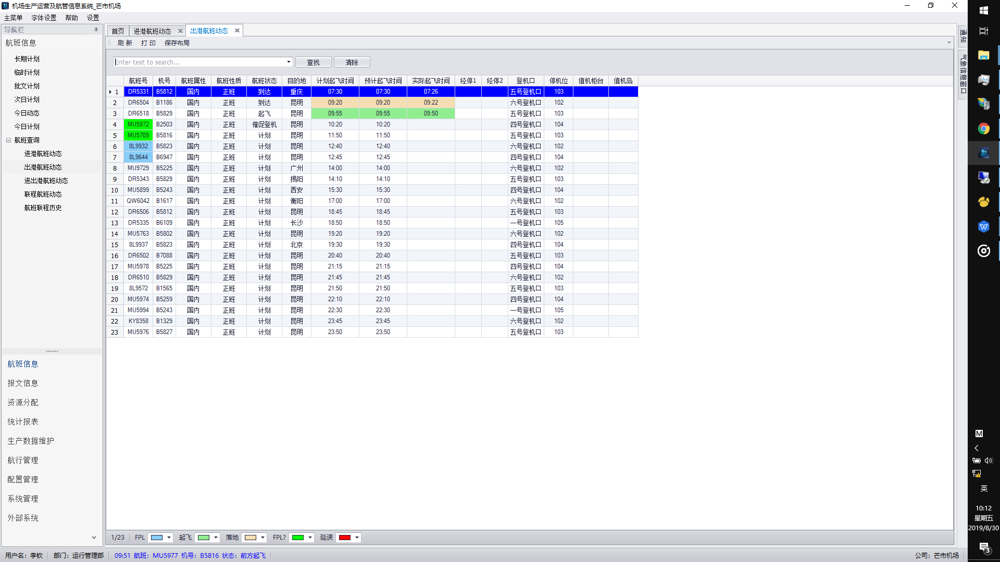 机场生产运营及航管信息系统_芒市机场
主菜单 字体设置 帮助 设置
导航栏
航班信息
长期计划
临时计划
批文计划
次日计划
今日动态
今日计划
航班查询
进港航班动态
出港航班动态
进出港航班动态
联程航班动态
航班联程历史
航班信息
报文信息
资源分配
统计报表
生产数据维护
航行管理
配置管理
系统管理
外部系统
首页 进港航班动态 出港航班动态
刷 新 打 印 保存布局
Enter text to search... 查找 清除
航班号 机号 航班属性 航班性质 航班状态 目的地 计划起飞时间 预计起飞时间 实际起飞时间 经停1 经停2 登机口 停机位 值机柜台 值机岛
1 DR5331 B5812 国内 正班 到达 重庆 07:30 07:30 07:26 五号登机口 103
2 DR6504 B1186 国内 正班 到达 昆明 09:20 09:20 09:22 六号登机口 102
3 DR6518 B5829 国内 正班 起飞 昆明 09:55 09:55 09:50 五号登机口 103
4 MU5972 B2503 国内 正班 催促登机 昆明 10:20 10:20 四号登机口 104
5 MU5709 B5816 国内 正班 计划 昆明 11:50 11:50 五号登机口 103
6 8L9932 B5823 国内 正班 计划 昆明 12:40 12:40 六号登机口 102
7 8L9644 B6947 国内 正班 计划 昆明 12:45 12:45 四号登机口 104
8 MU9729 B5225 国内 正班 计划 广州 14:00 14:00 六号登机口 102
9 DR5343 B5829 国内 正班 计划 揭阳 14:10 14:10 五号登机口 103
10 MU5899 B5243 国内 正班 计划 西安 15:30 15:30 四号登机口 104
11 QW6042 B1617 国内 正班 计划 衡阳 17:00 17:00 六号登机口 102
12 DR6506 B5812 国内 正班 计划 昆明 18:45 18:45 五号登机口 103
13 DR5335 B6109 国内 正班 计划 长沙 18:50 18:50 一号登机口 105
14 MU5763 B5802 国内 正班 计划 昆明 19:20 19:20 六号登机口 102
15 8L9937 B5823 国内 正班 计划 北京 19:30 19:30 四号登机口 104
16 DR6502 B7088 国内 正班 计划 昆明 20:40 20:40 五号登机口 103
17 MU5978 B5225 国内 正班 计划 昆明 21:15 21:15 四号登机口 104
18 DR6510 B5829 国内 正班 计划 昆明 21:45 21:45 六号登机口 102
19 8L9572 B1565 国内 正班 计划 昆明 21:50 21:50 五号登机口 103
20 MU5974 B5259 国内 正班 计划 昆明 22:10 22:10 四号登机口 104
21 MU5994 B5243 国内 正班 计划 昆明 22:30 22:30 一号登机口 105
22 KY8358 B1329 国内 正班 计划 昆明 23:45 23:45 六号登机口 102
23 MU5976 B5827 国内 正班 计划 昆明 23:50 23:50 五号登机口 103
1/23 FPL 起飞 落地 FPL? 延误
用户名：李钦 部门：运行管理部 09:51 航班：MU5977 机号：B5816 状态：前方起飞 公司：芒市机场
通知
气象信息窗口
M
英
10:12
星期五
2019/8/30
3